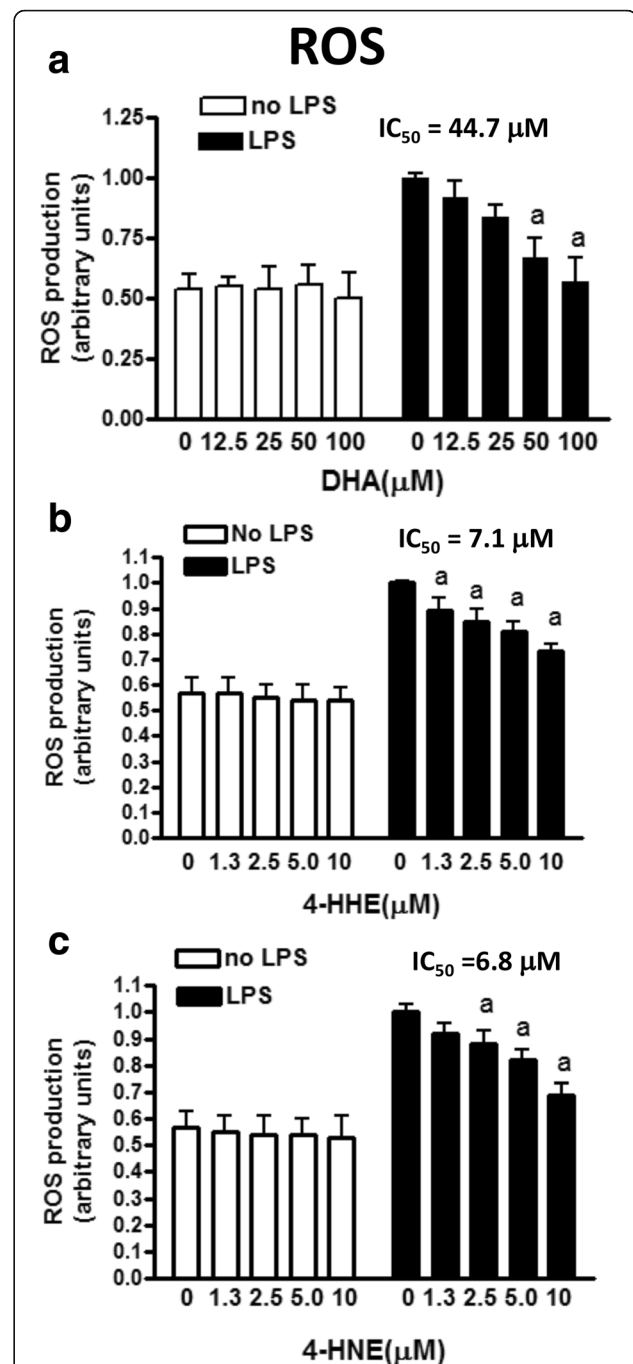 ROS
a
no LPS
LPS
IC50 = 44.7 μM
ROS production
(arbitrary units)
1.25
1.00
0.75
0.50
0.25
0.00
a a
0 12.5 25 50 100 0 12.5 25 50 100
DHA(μM)
b
No LPS
LPS
IC50 = 7.1 μM
ROS production
(arbitrary units)
1.1
1.0
0.9
0.8
0.7
0.6
0.5
0.4
0.3
0.2
0.1
0.0
a a a a
0 1.3 2.5 5.0 10 0 1.3 2.5 5.0 10
4-HHE(μM)
c
no LPS
LPS
IC50 =6.8 μM
ROS production
(arbitrary units)
1.1
1.0
0.9
0.8
0.7
0.6
0.5
0.4
0.3
0.2
0.1
0.0
a a a
0 1.3 2.5 5.0 10 0 1.3 2.5 5.0 10
4-HNE(μM)